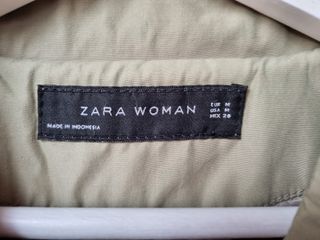 ZARA WOMAN
EUR M
USA M
MEX 28
MADE IN INDONESIA